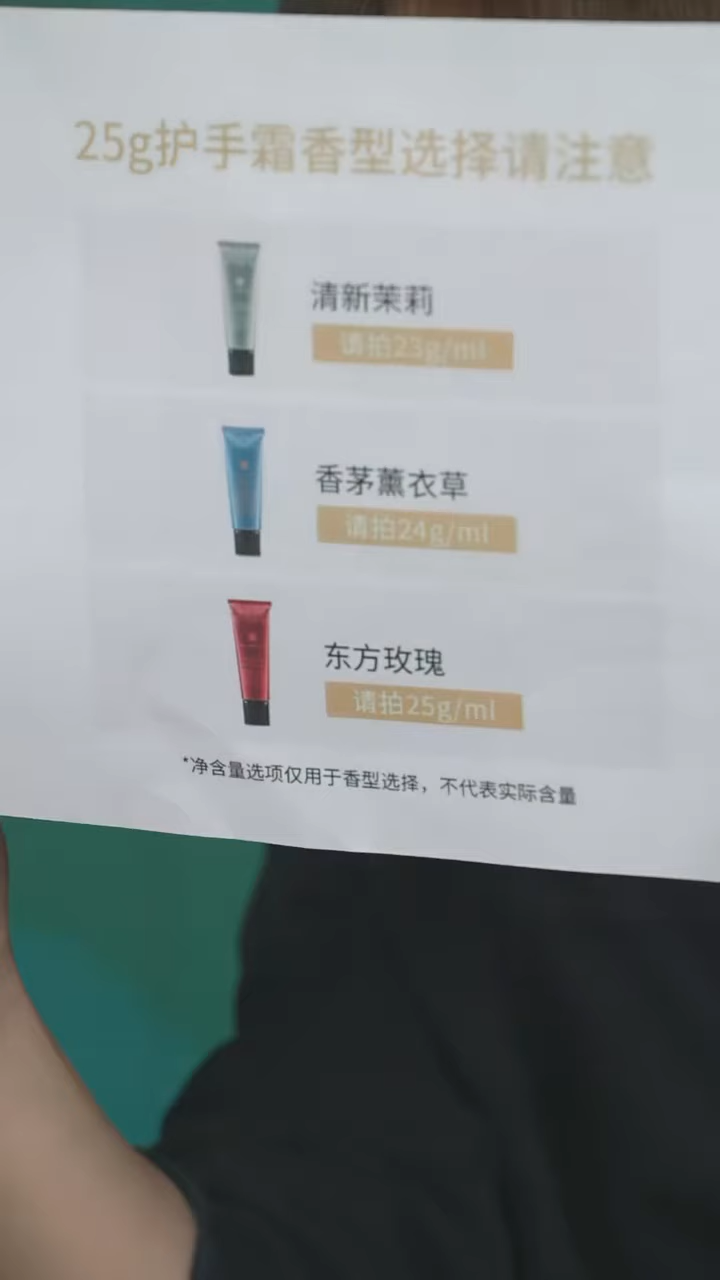 25g护手霜香型选择请注意
清新茉莉
请拍23g/ml
香茅薰衣草
请拍24g/ml
东方玫瑰
请拍25g/ml
*净含量选项仅用于香型选择，不代表实际含量